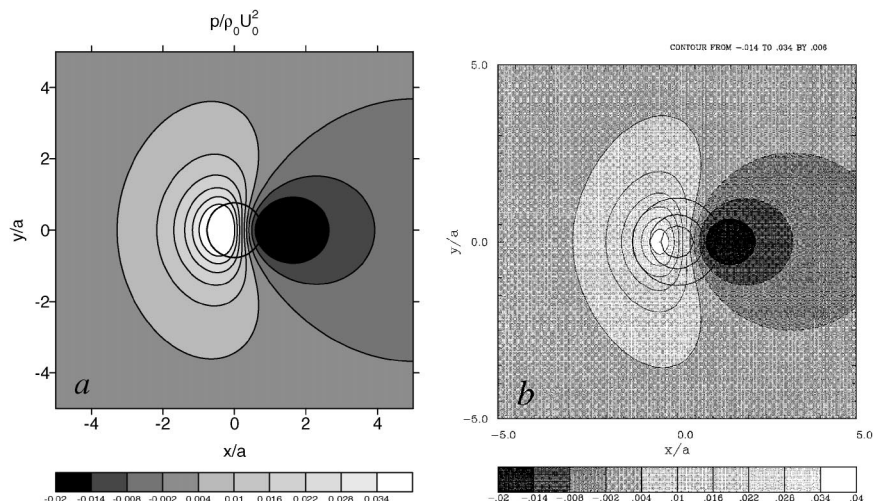 p/ρ₀U₀²
4
2
0
-2
-4
y/a
a
-4 -2 0 2 4
x/a
-0.02 -0.014 -0.008 -0.002 0.004 0.01 0.016 0.022 0.028 0.034
CONTOUR FROM -.014 TO .034 BY .006
5.0
0.0
-5.0
y/a
b
-5.0 0.0 5.0
x/a
-.02 -.014 -.008 -.002 .004 .01 .016 .022 .028 .034 .04